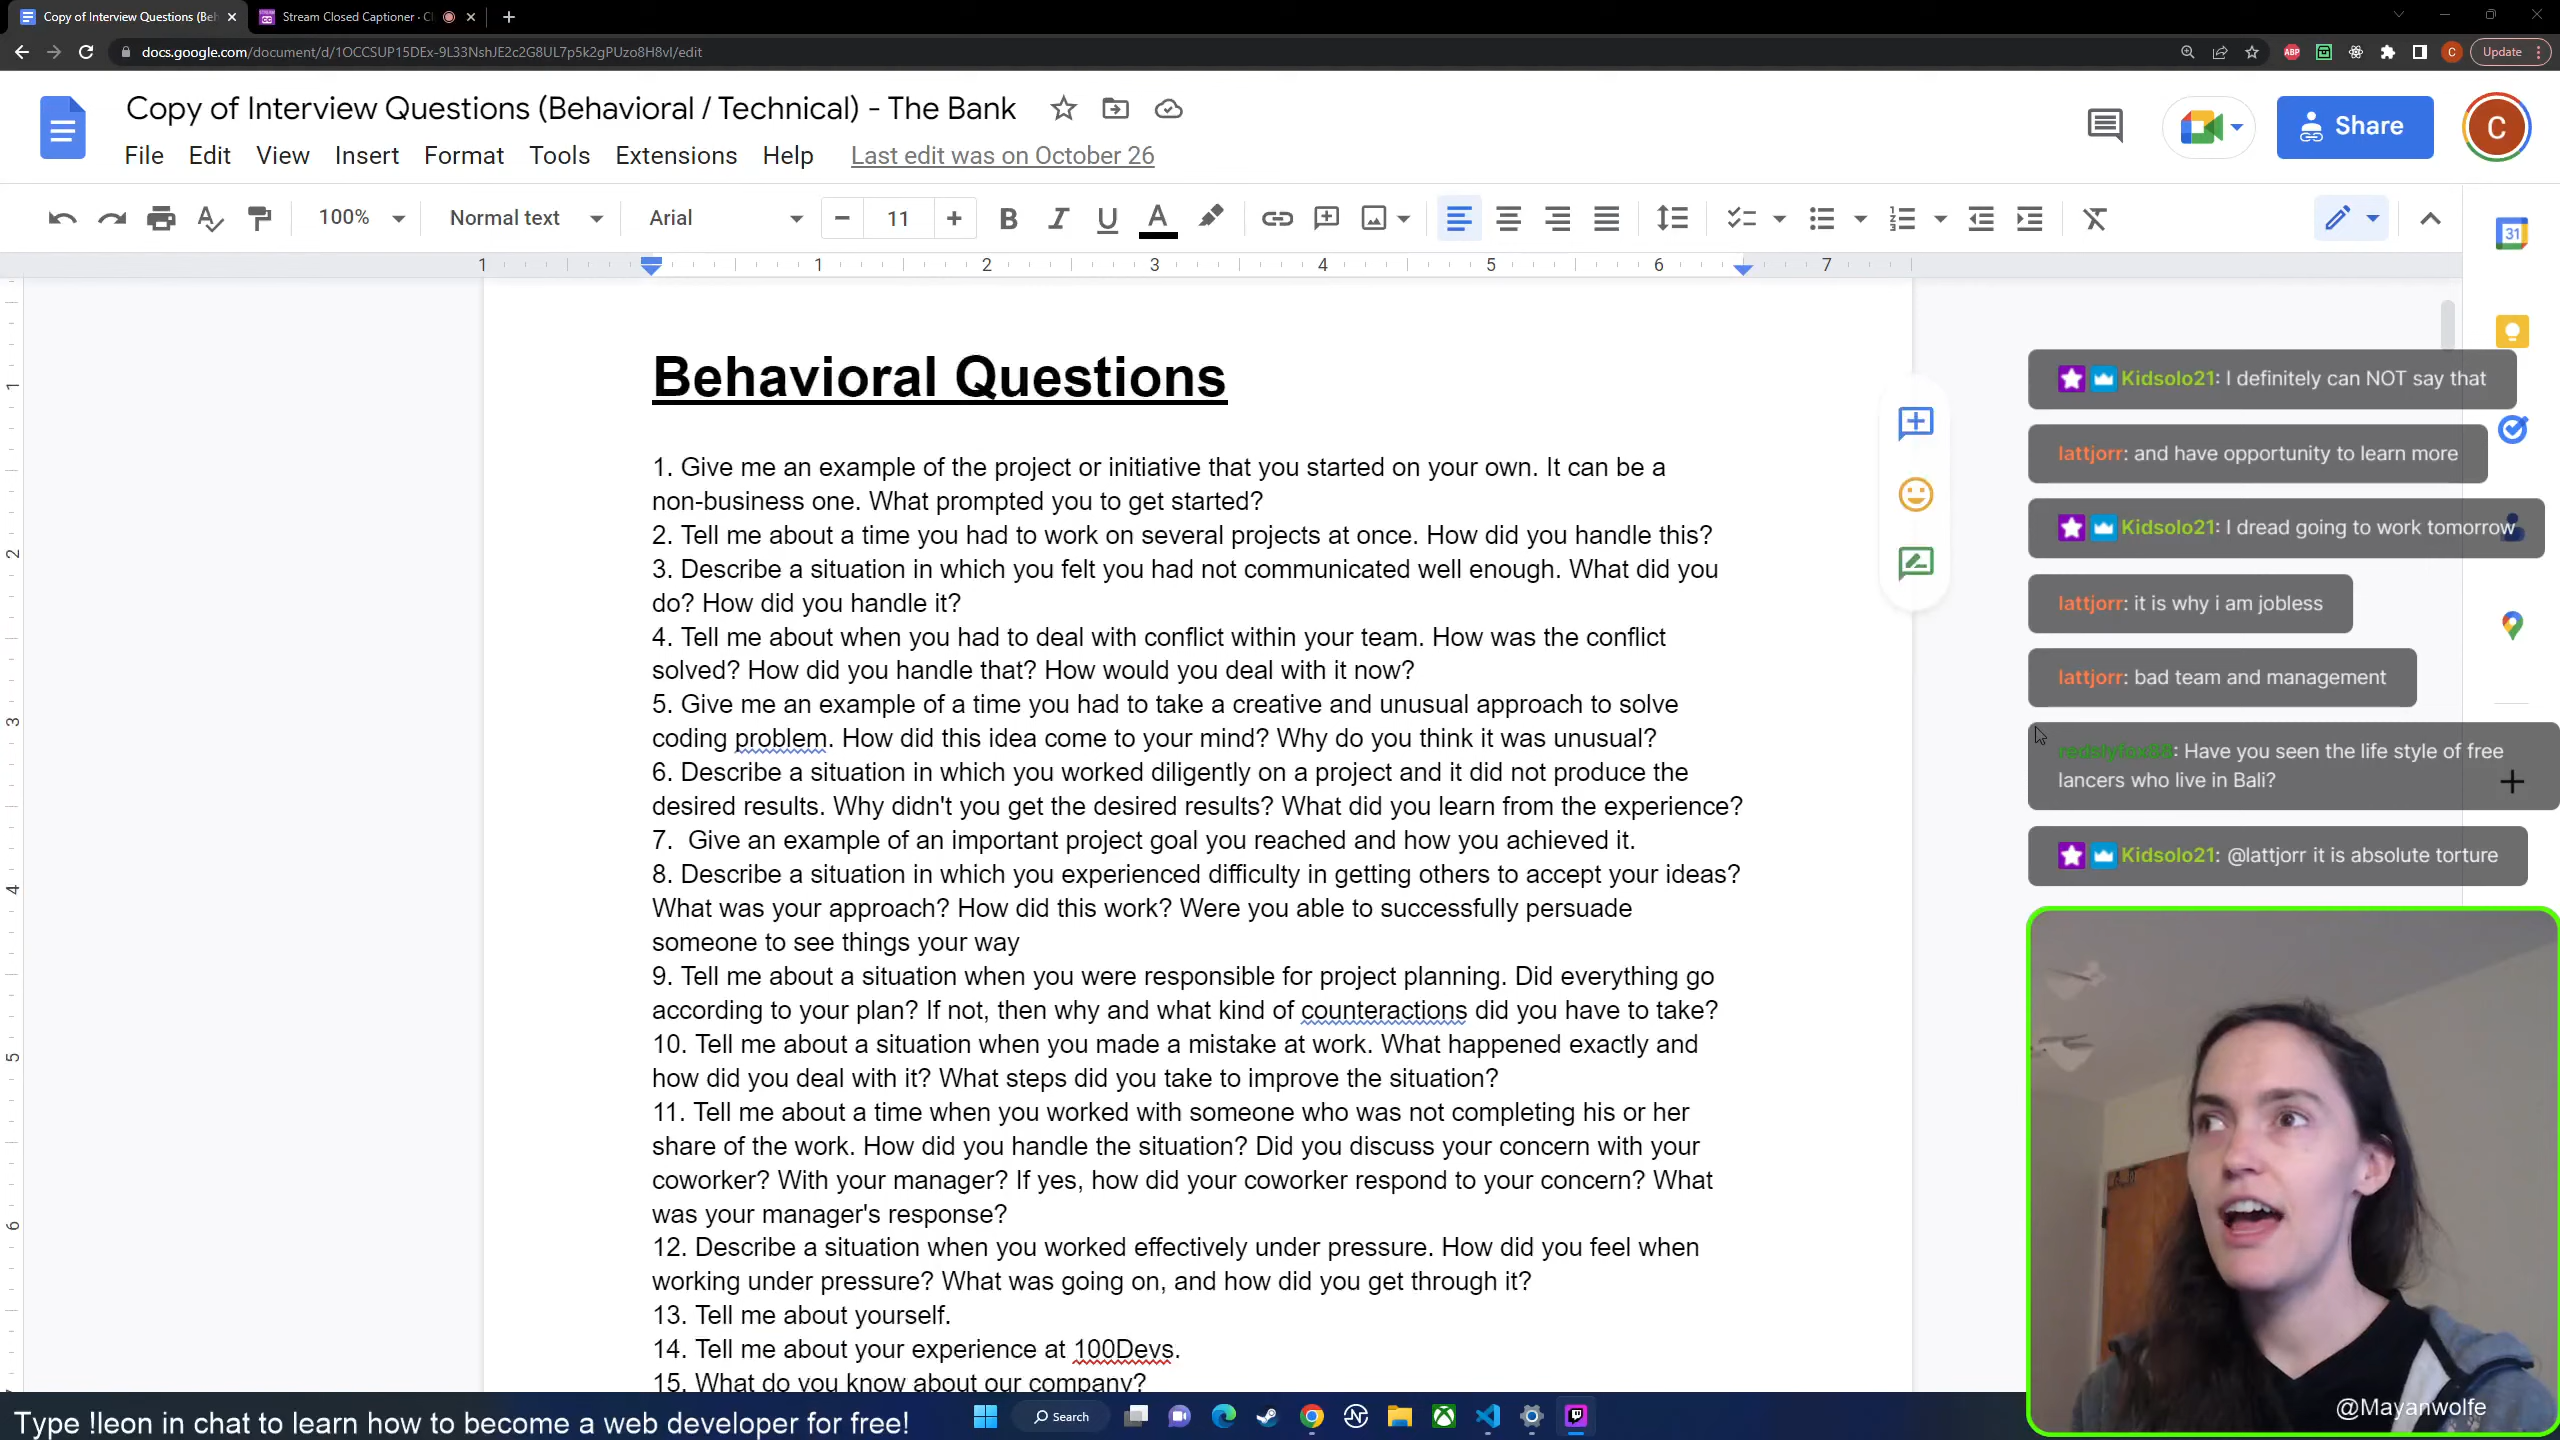 Copy of Interview Questions (Beh
Stream Closed Captioner · C
docs.google.com/document/d/1OCCSUP15DEx-9L33NshJE2c2G8UL7p5k2gPUzo8H8vI/edit
ABP
C
Update
Copy of Interview Questions (Behavioral / Technical) - The Bank
File Edit View Insert Format Tools Extensions Help Last edit was on October 26
Share
C
100% Normal text Arial 11
31
1 1 2 3 4 5 6 7
Behavioral Questions
1. Give me an example of the project or initiative that you started on your own. It can be a
non-business one. What prompted you to get started?
2. Tell me about a time you had to work on several projects at once. How did you handle this?
3. Describe a situation in which you felt you had not communicated well enough. What did you
do? How did you handle it?
4. Tell me about when you had to deal with conflict within your team. How was the conflict
solved? How did you handle that? How would you deal with it now?
5. Give me an example of a time you had to take a creative and unusual approach to solve
coding problem. How did this idea come to your mind? Why do you think it was unusual?
6. Describe a situation in which you worked diligently on a project and it did not produce the
desired results. Why didn't you get the desired results? What did you learn from the experience?
7.  Give an example of an important project goal you reached and how you achieved it.
8. Describe a situation in which you experienced difficulty in getting others to accept your ideas?
What was your approach? How did this work? Were you able to successfully persuade
someone to see things your way
9. Tell me about a situation when you were responsible for project planning. Did everything go
according to your plan? If not, then why and what kind of counteractions did you have to take?
10. Tell me about a situation when you made a mistake at work. What happened exactly and
how did you deal with it? What steps did you take to improve the situation?
11. Tell me about a time when you worked with someone who was not completing his or her
share of the work. How did you handle the situation? Did you discuss your concern with your
coworker? With your manager? If yes, how did your coworker respond to your concern? What
was your manager's response?
12. Describe a situation when you worked effectively under pressure. How did you feel when
working under pressure? What was going on, and how did you get through it?
13. Tell me about yourself.
14. Tell me about your experience at 100Devs.
15. What do you know about our company?
1
2
3
4
5
6
Kidsolo21: I definitely can NOT say that
lattjorr: and have opportunity to learn more
Kidsolo21: I dread going to work tomorrow
lattjorr: it is why i am jobless
lattjorr: bad team and management
: Have you seen the life style of free
lancers who live in Bali?
Kidsolo21: @lattjorr it is absolute torture
@Mayanwolfe
Type !leon in chat to learn how to become a web developer for free!
Search